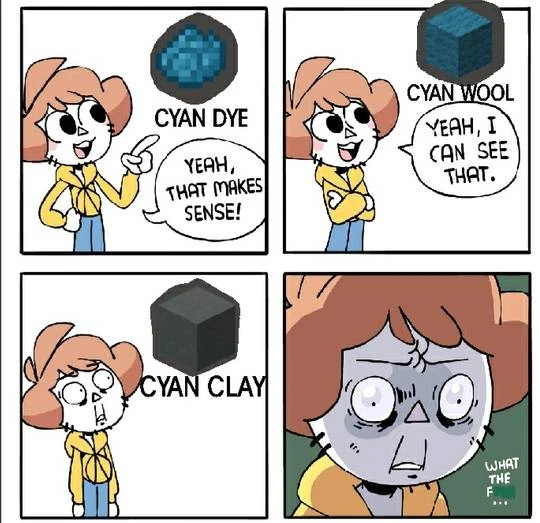 CYAN DYE
YEAH,
THAT MAKES
SENSE!
CYAN WOOL
YEAH, I
CAN SEE
THAT.
CYAN CLAY
WHAT
THE
F
...